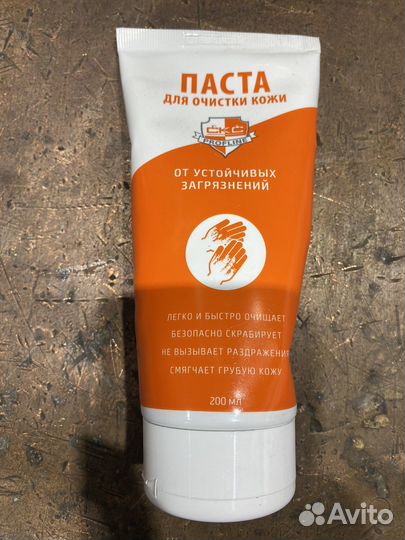 ПАСТА
ДЛЯ ОЧИСТКИ КОЖИ
СКС
PROFLINE
ОТ УСТОЙЧИВЫХ
ЗАГРЯЗНЕНИЙ
ЛЕГКО И БЫСТРО ОЧИЩАЕТ
БЕЗОПАСНО СКРАБИРУЕТ
НЕ ВЫЗЫВАЕТ РАЗДРАЖЕНИЯ
СМЯГЧАЕТ ГРУБУЮ КОЖУ
200 МЛ
Avito